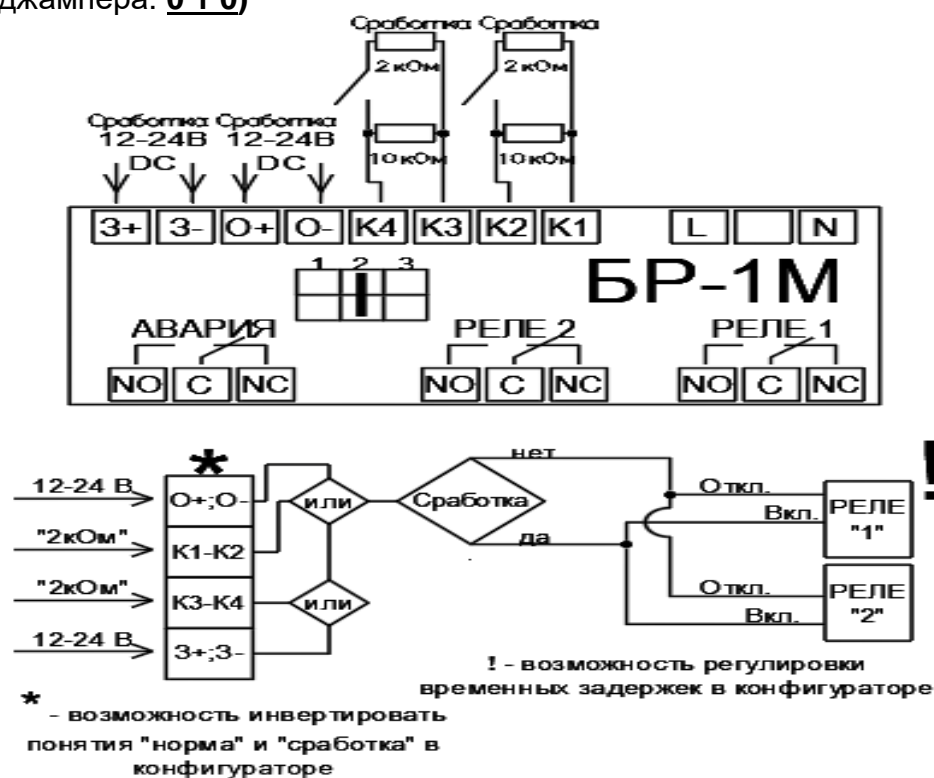 джампера: 0 1 0)
Сработка Сработка
2 кОм 2 кОм
Сработка Сработка
12-24В 12-24В
DC DC
10 кОм 10 кОм
З+ З- О+ О- К4 К3 К2 К1 L N
1 2 3
БР-1М
АВАРИЯ РЕЛЕ 2 РЕЛЕ 1
NO C NC NO C NC NO C NC
*
!
нет
12-24 В О+;О- или Сработка Откл. РЕЛЕ
Вкл. "1"
"2кОм" К1-К2 да
"2кОм" К3-К4 или Откл. РЕЛЕ
Вкл. "2"
12-24 В З+;З-
! - возможность регулировки
временных задержек в конфигураторе
* - возможность инвертировать
понятия "норма" и "сработка" в
конфигураторе